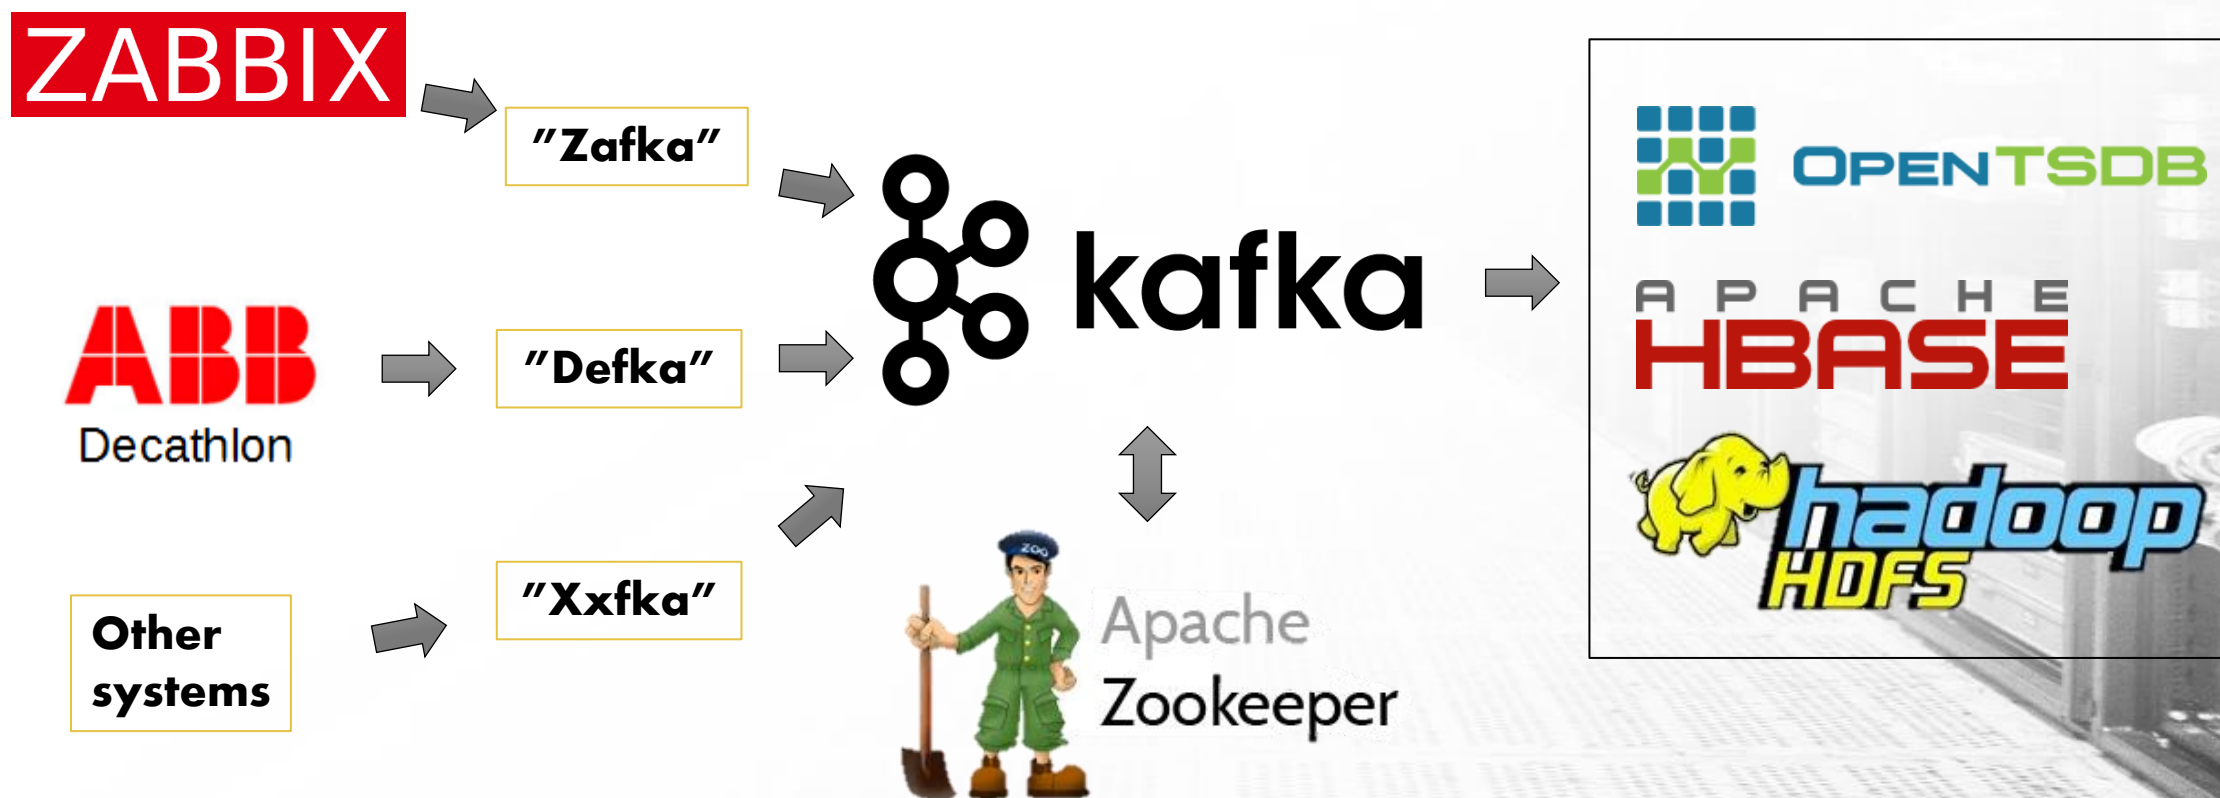 ZABBIX
”Zafka”
ABB
Decathlon
”Defka”
Other
systems
”Xxfka”
kafka
ZOO
Apache
Zookeeper
OPENTSDB
APACHE
HBASE
hadoop
HDFS